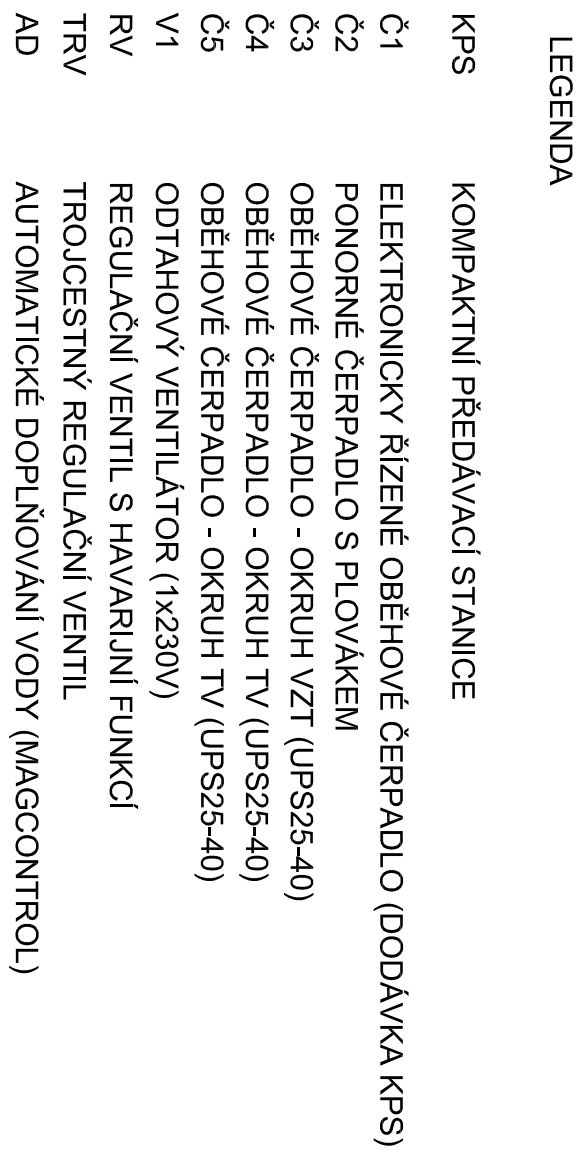 LEGENDA
KPS KOMPAKTNÍ PŘEDÁVACÍ STANICE
Č1 ELEKTRONICKY ŘÍZENÉ OBĚHOVÉ ČERPADLO (DODÁVKA KPS)
Č2 PONORNÉ ČERPADLO S PLOVÁKEM
Č3 OBĚHOVÉ ČERPADLO - OKRUH VZT (UPS25-40)
Č4 OBĚHOVÉ ČERPADLO - OKRUH TV (UPS25-40)
Č5 OBĚHOVÉ ČERPADLO - OKRUH TV (UPS25-40)
V1 ODTAHOVÝ VENTILÁTOR (1x230V)
RV REGULAČNÍ VENTIL S HAVARIJNÍ FUNKCÍ
TRV TROJCESTNÝ REGULAČNÍ VENTIL
AD AUTOMATICKÉ DOPLŇOVÁNÍ VODY (MAGCONTROL)